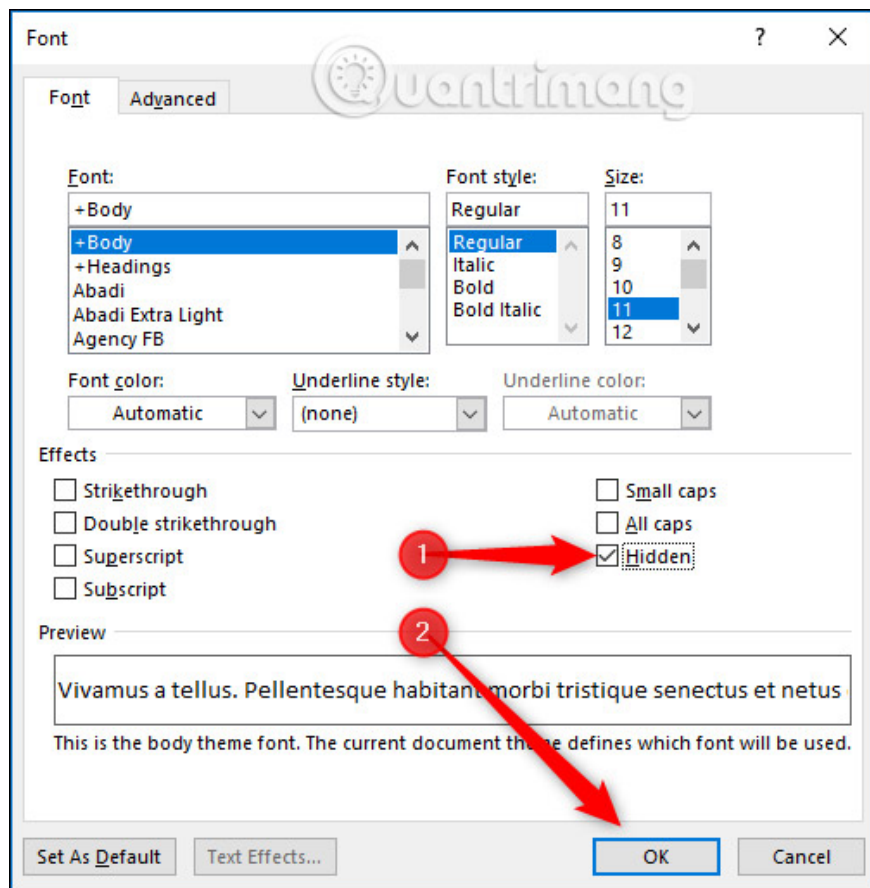 Font ?
Quantrimang
Font Advanced
Font: Font style: Size:
+Body Regular 11
+Body Regular 8
+Headings Italic 9
Abadi Bold 10
Abadi Extra Light Bold Italic 11
Agency FB 12
Font color: Underline style: Underline color:
Automatic (none) Automatic
Effects
Strikethrough Small caps
Double strikethrough All caps
Superscript 1 Hidden
Subscript
2
Preview
Vivamus a tellus. Pellentesque habitant morbi tristique senectus et netus
This is the body theme font. The current document theme defines which font will be used.
Set As Default Text Effects... OK Cancel